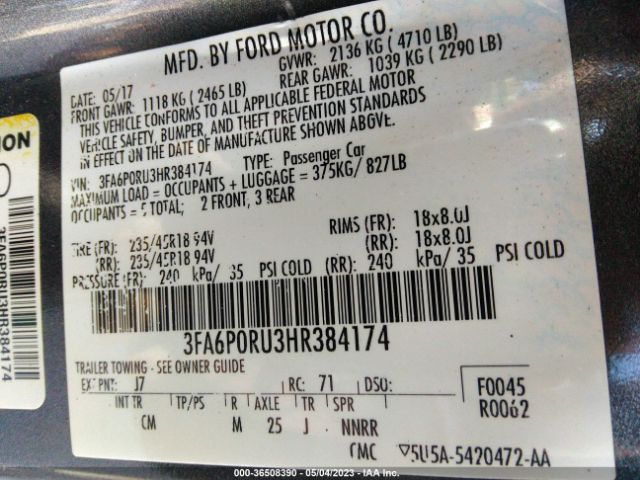 MFD. BY FORD MOTOR CO.
DATE: 05/17 GVWR: 2136 KG ( 4710 LB)
FRONT GAWR: 1118 KG ( 2465 LB) REAR GAWR: 1039 KG ( 2290 LB)
THIS VEHICLE CONFORMS TO ALL APPLICABLE FEDERAL MOTOR
VEHICLE SAFETY, BUMPER, AND THEFT PREVENTION STANDARDS
IN EFFECT ON THE DATE OF MANUFACTURE SHOWN ABOVE.
VIN: 3FA6P0RU3HR384174 TYPE: Passenger Car
MAXIMUM LOAD = OCCUPANTS + LUGGAGE = 375KG/ 827LB
OCCUPANTS = 5 TOTAL: 2 FRONT, 3 REAR
TIRE (FR): 235/45R18 94V RIMS (FR): 18x8.0J
(RR): 235/45R18 94V (RR): 18x8.0J
PRESSURE (FR): 240 kPa/ 35 PSI COLD (RR): 240 kPa/ 35 PSI COLD
3FA6P0RU3HR384174
TRAILER TOWING - SEE OWNER GUIDE
EXT PNT: J7 RC: 71 DSO: F0045
INT TR TP/PS R AXLE TR SPR R0062
CM M 25 J NNRR
CMC 5U5A-5420472-AA
3FA6P0RU3HR384174
000-36508390 - 05/04/2023 - IAA Inc.